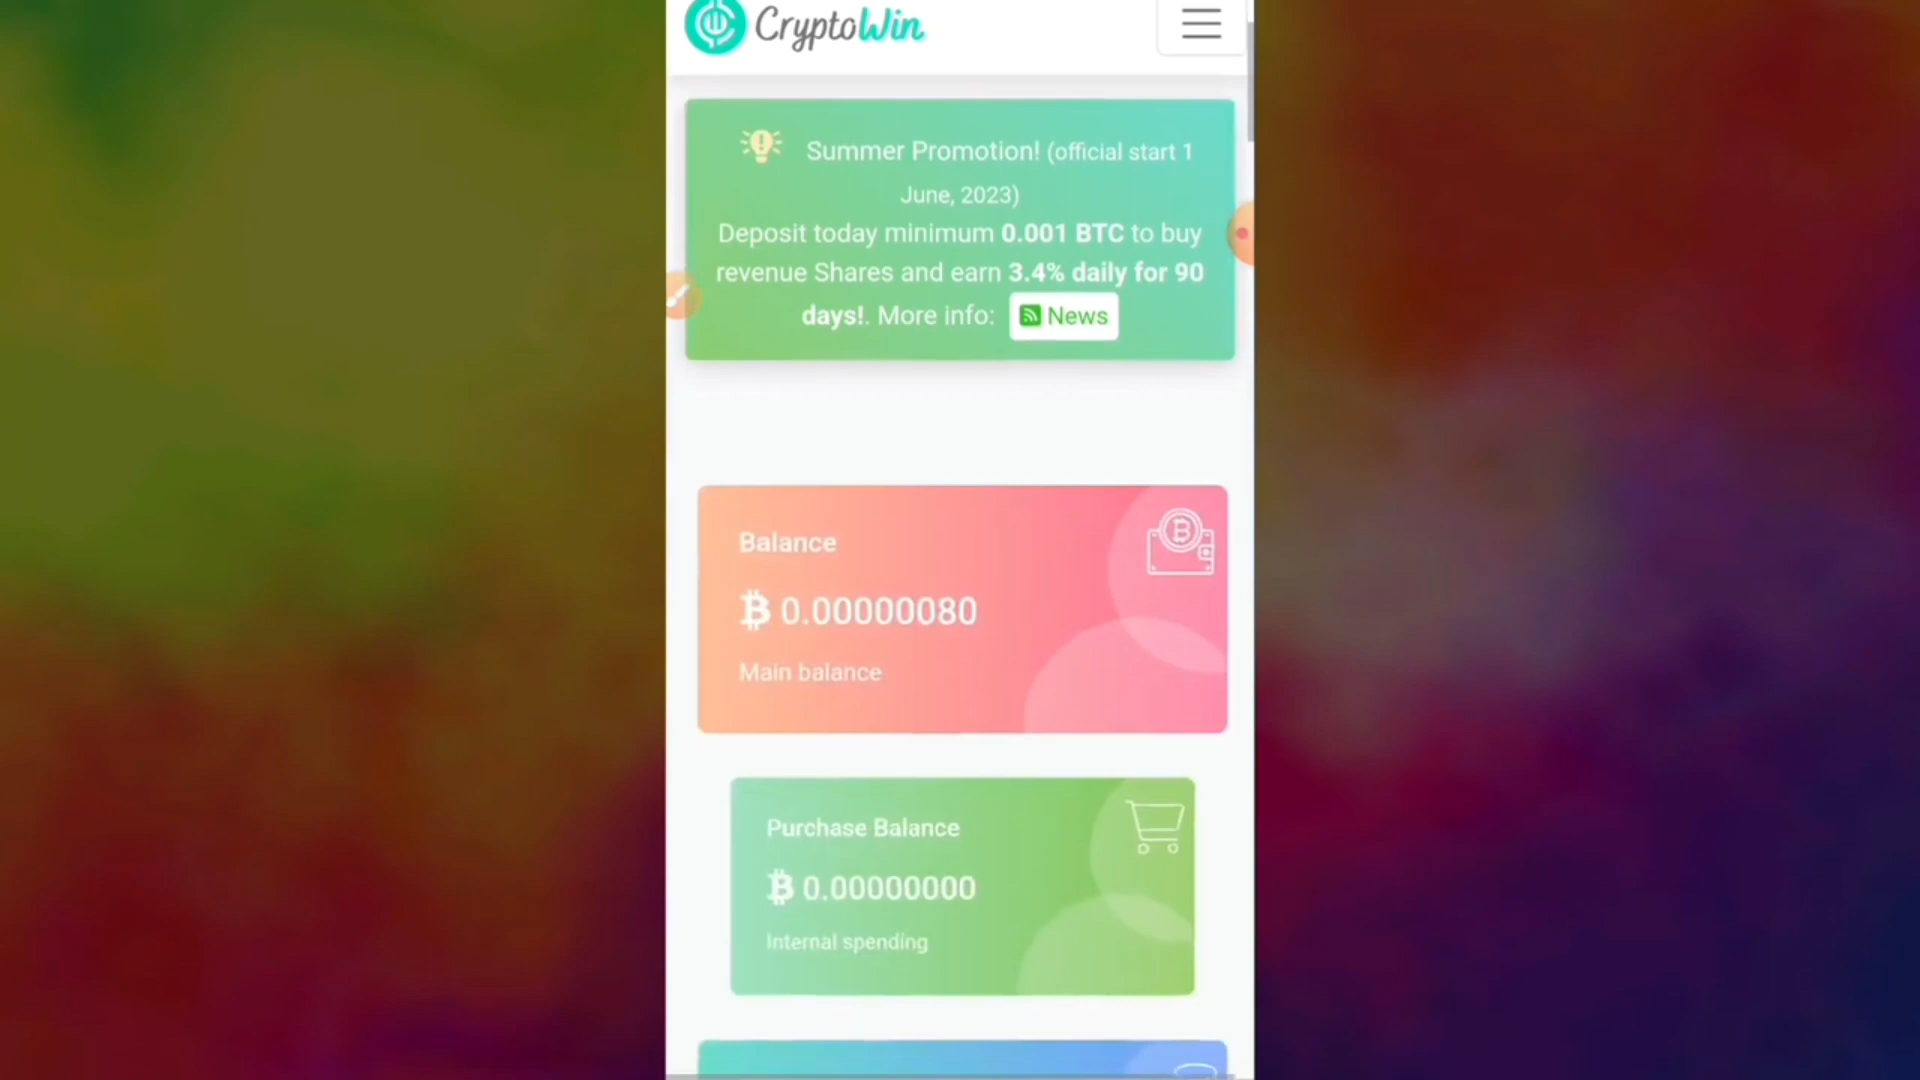 CryptoWin
Summer Promotion! (official start 1
June, 2023)
Deposit today minimum 0.001 BTC to buy
revenue Shares and earn 3.4% daily for 90
days!. More info: News
Balance
₿ 0.00000080
Main balance
Purchase Balance
₿ 0.00000000
Internal spending